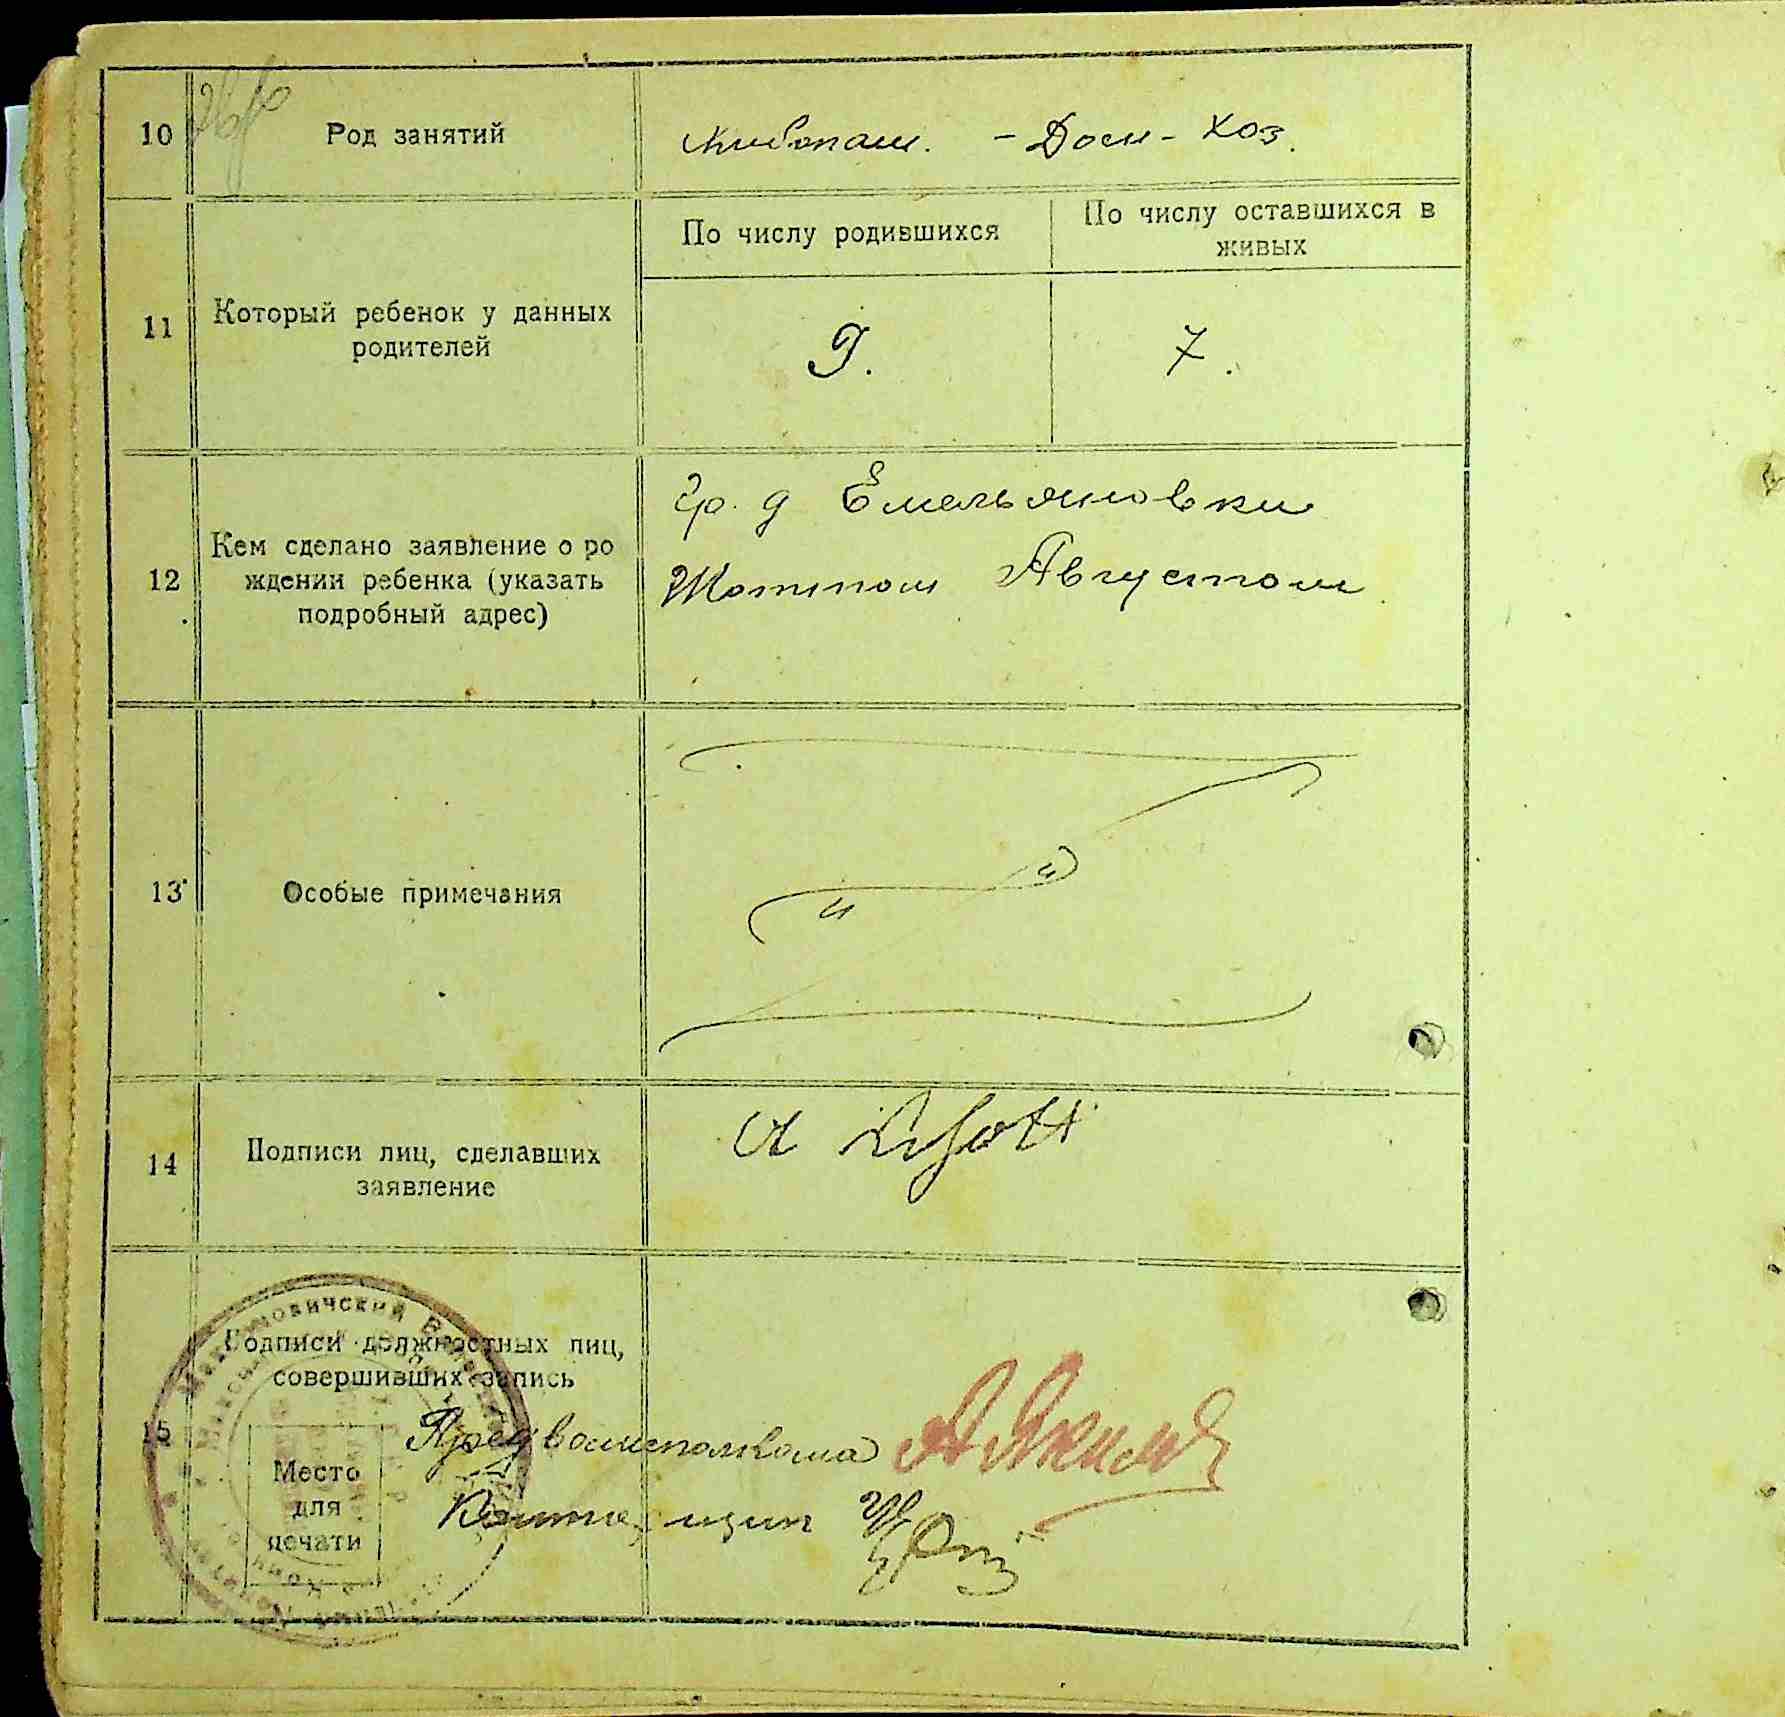 10
Род занятий
Хлебопаш. - Дом-хоз.
11
Который ребенок у данных
родителей
По числу родившихся
По числу оставшихся в
живых
9.
7.
12
Кем сделано заявление о ро
ждении ребенка (указать
подробный адрес)
Гр. д Емельяновки
Шоттом Августом
13
Особые примечания
14
Подписи лиц, сделавших
заявление
A Schott
15
Подписи должностных лиц,
совершивших запись
Место
для
печати
Предволисполкома